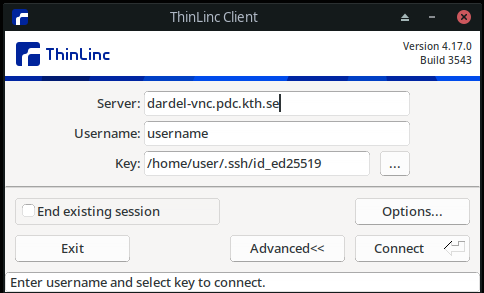 ThinLinc Client
ThinLinc
Version 4.17.0
Build 3543
Server: dardel-vnc.pdc.kth.se
Username: username
Key: /home/user/.ssh/id_ed25519 ...
End existing session
Options...
Exit
Advanced<<
Connect
Enter username and select key to connect.